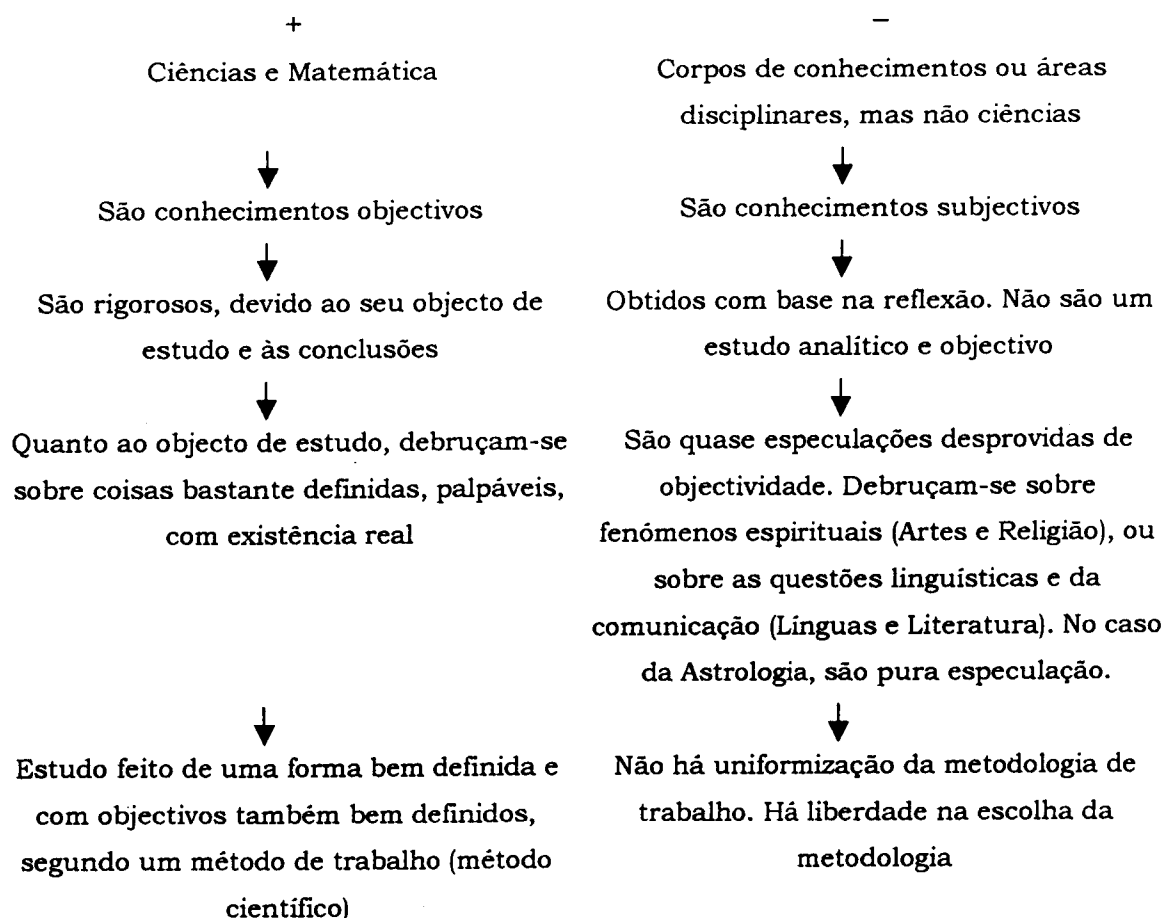 +
Ciências e Matemática
São conhecimentos objectivos
São rigorosos, devido ao seu objecto de
estudo e às conclusões
Quanto ao objecto de estudo, debruçam-se
sobre coisas bastante definidas, palpáveis,
com existência real
Estudo feito de uma forma bem definida e
com objectivos também bem definidos,
segundo um método de trabalho (método
científico)
−
Corpos de conhecimentos ou áreas
disciplinares, mas não ciências
São conhecimentos subjectivos
Obtidos com base na reflexão. Não são um
estudo analítico e objectivo
São quase especulações desprovidas de
objectividade. Debruçam-se sobre
fenómenos espirituais (Artes e Religião), ou
sobre as questões linguísticas e da
comunicação (Línguas e Literatura). No caso
da Astrologia, são pura especulação.
Não há uniformização da metodologia de
trabalho. Há liberdade na escolha da
metodologia